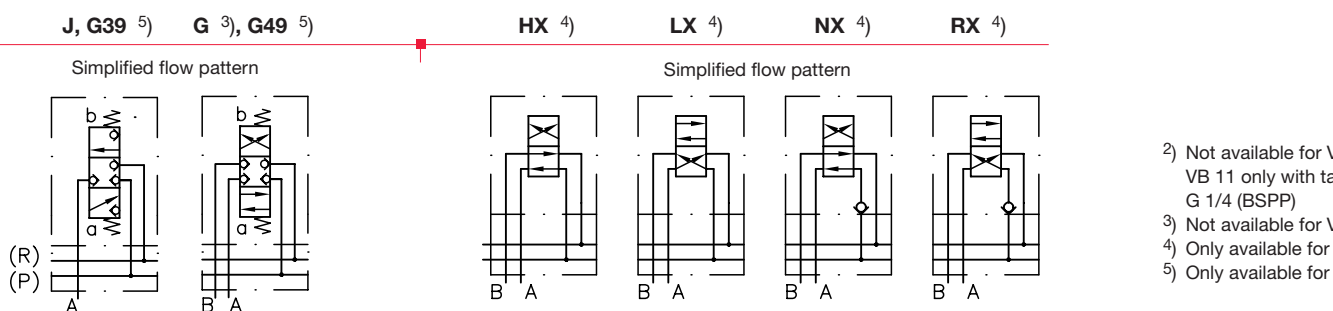 J, G39 5) G 3), G49 5) HX 4) LX 4) NX 4) RX 4)
Simplified flow pattern Simplified flow pattern
b b
a a
(R)
(P)
A B A B A B A B A B A
2) Not available for V
VB 11 only with ta
G 1/4 (BSPP)
3) Not available for V
4) Only available for
5) Only available for